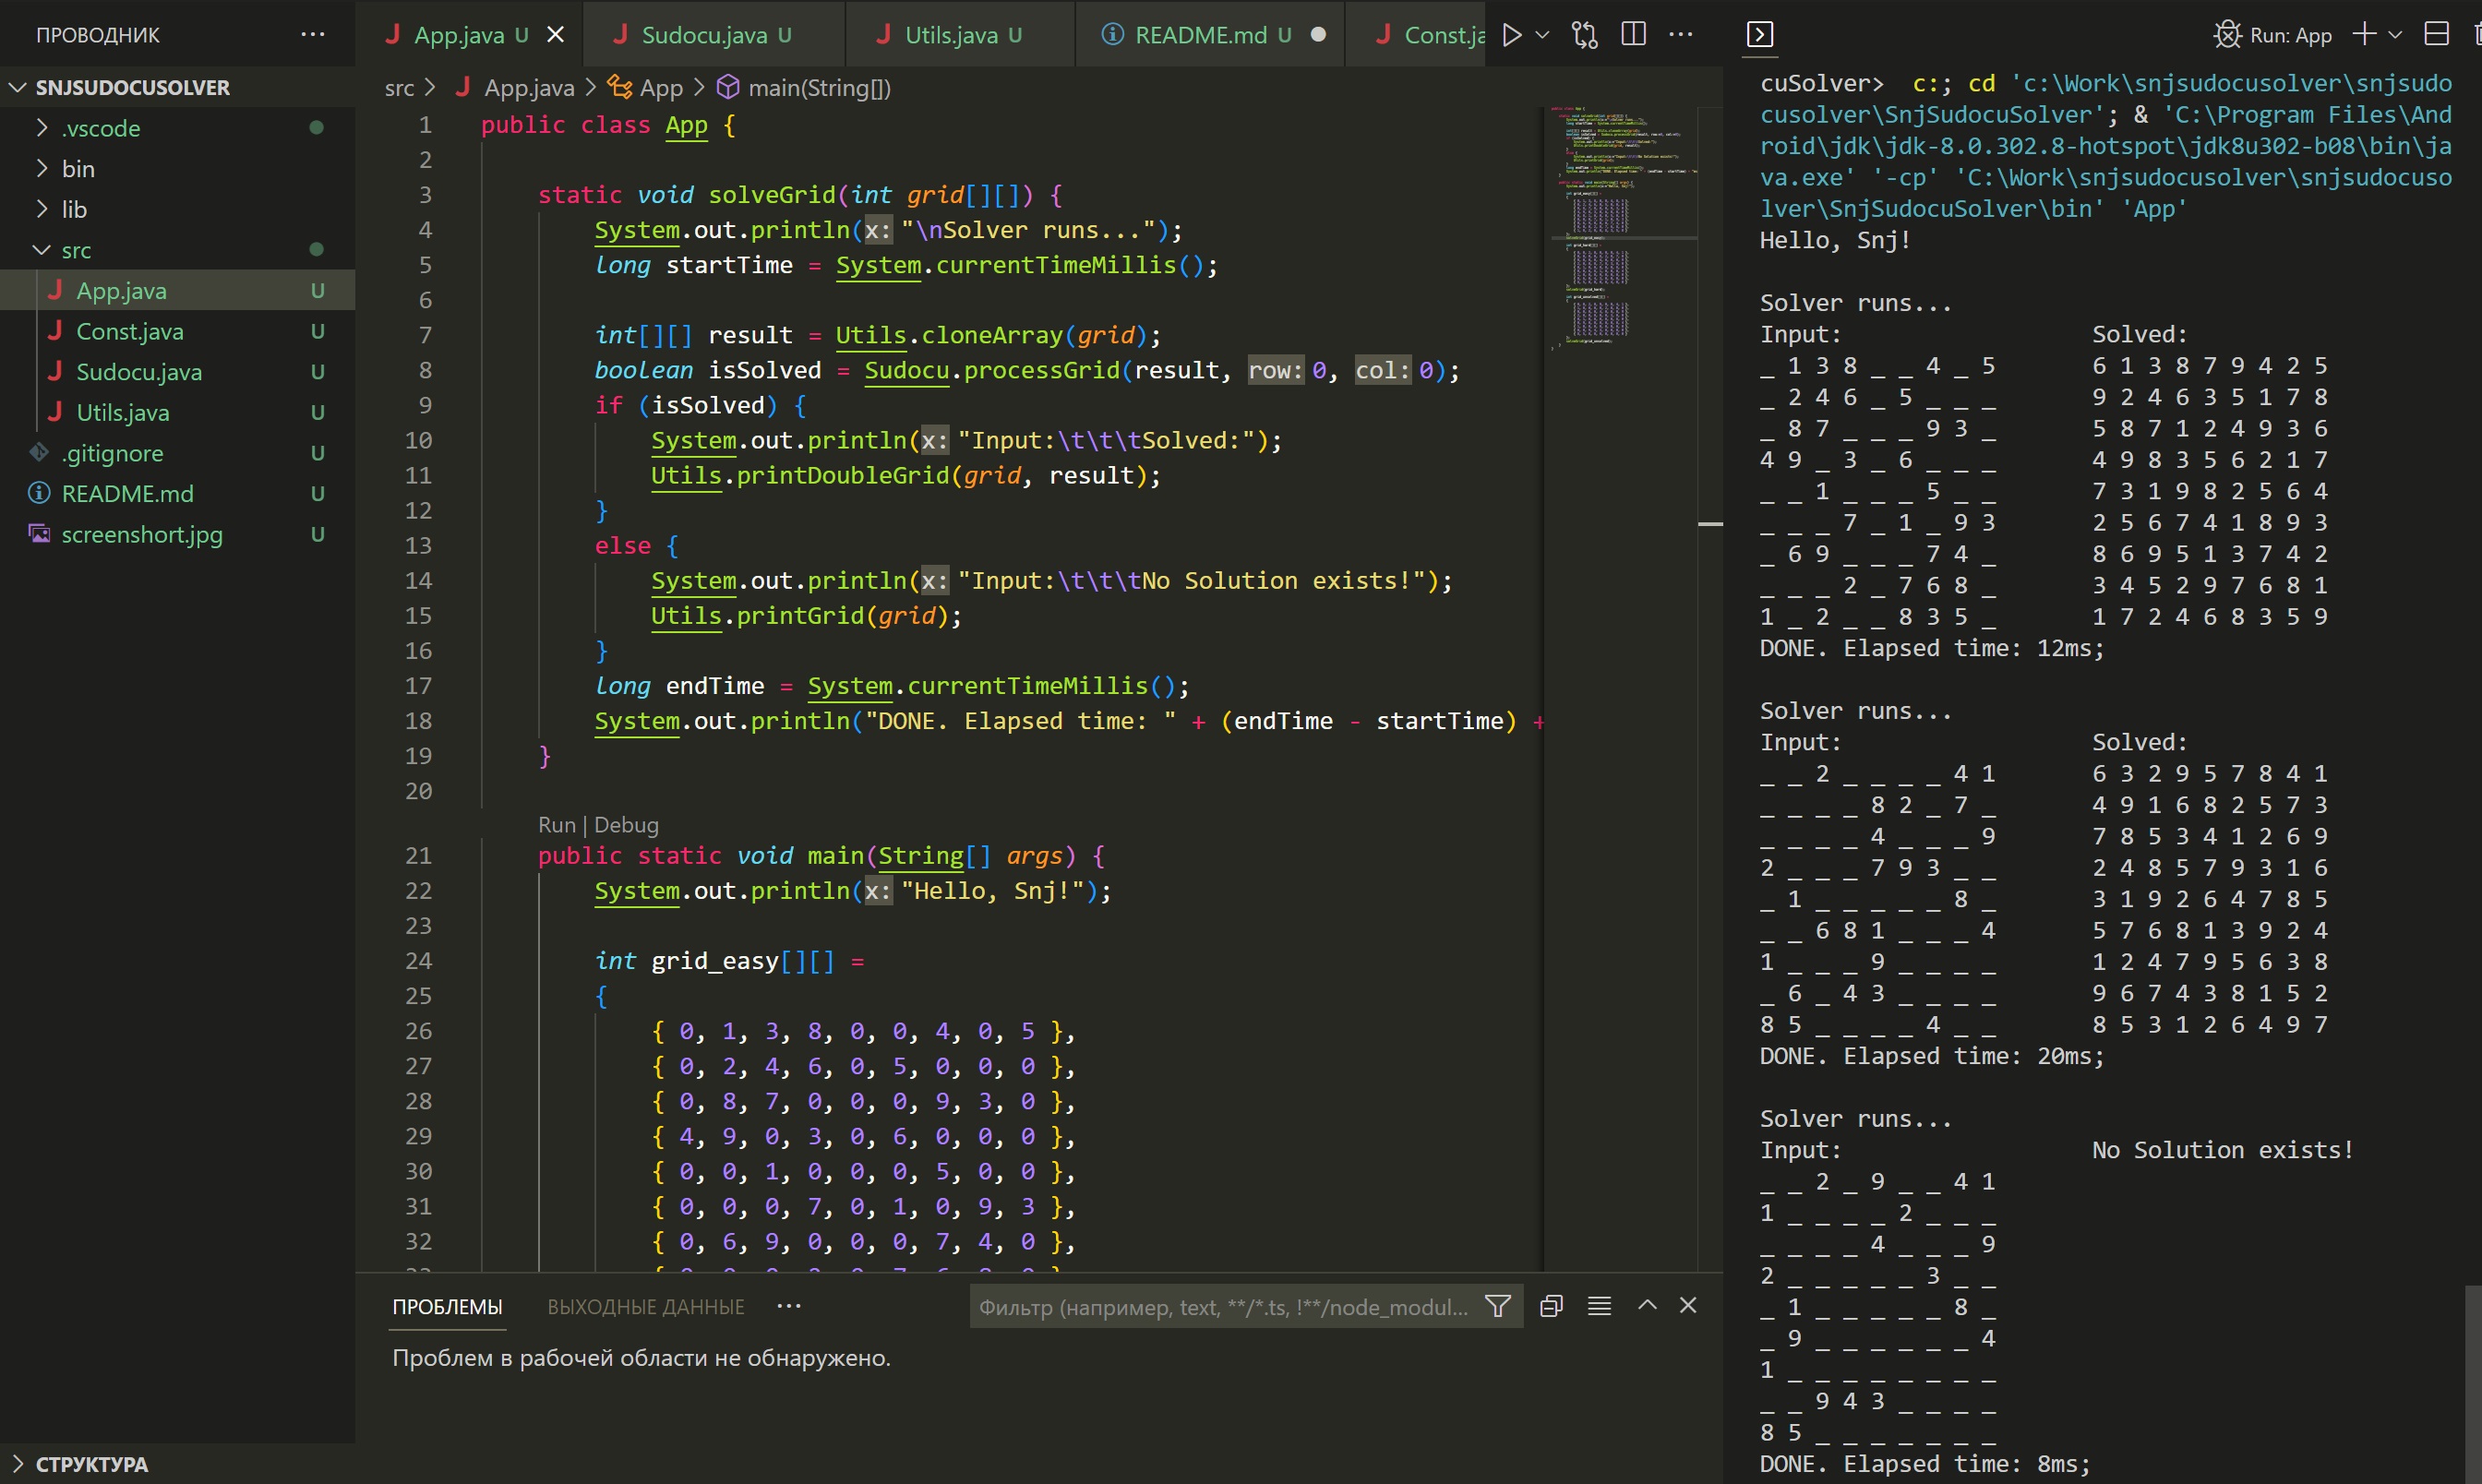 ПРОВОДНИК
SNJSUDOCUSOLVER
.vscode
bin
lib
src
App.java U
Const.java U
Sudocu.java U
Utils.java U
.gitignore U
README.md U
screenshort.jpg U
СТРУКТУРА
App.java U
Sudocu.java U
Utils.java U
README.md U
Const.ja
src > App.java > App > main(String[])
1 public class App {
2
3 static void solveGrid(int grid[][]) {
4 System.out.println(x: "\nSolver runs...");
5 long startTime = System.currentTimeMillis();
6
7 int[][] result = Utils.cloneArray(grid);
8 boolean isSolved = Sudocu.processGrid(result, row: 0, col: 0);
9 if (isSolved) {
10 System.out.println(x: "Input:\t\t\tSolved:");
11 Utils.printDoubleGrid(grid, result);
12 }
13 else {
14 System.out.println(x: "Input:\t\t\tNo Solution exists!");
15 Utils.printGrid(grid);
16 }
17 long endTime = System.currentTimeMillis();
18 System.out.println("DONE. Elapsed time: " + (endTime - startTime) +
19 }
20
Run | Debug
21 public static void main(String[] args) {
22 System.out.println(x: "Hello, Snj!");
23
24 int grid_easy[][] =
25 {
26 { 0, 1, 3, 8, 0, 0, 4, 0, 5 },
27 { 0, 2, 4, 6, 0, 5, 0, 0, 0 },
28 { 0, 8, 7, 0, 0, 0, 9, 3, 0 },
29 { 4, 9, 0, 3, 0, 6, 0, 0, 0 },
30 { 0, 0, 1, 0, 0, 0, 5, 0, 0 },
31 { 0, 0, 0, 7, 0, 1, 0, 9, 3 },
32 { 0, 6, 9, 0, 0, 0, 7, 4, 0 },
ПРОБЛЕМЫ ВЫХОДНЫЕ ДАННЫЕ
Фильтр (например, text, **/*.ts, !**/node_modul...
Проблем в рабочей области не обнаружено.
Run: App
cuSolver> c:; cd 'c:\Work\snjsudocusolver\snjsudo
cusolver\SnjSudocuSolver'; & 'C:\Program Files\And
roid\jdk\jdk-8.0.302.8-hotspot\jdk8u302-b08\bin\ja
va.exe' '-cp' 'C:\Work\snjsudocusolver\snjsudocuso
lver\SnjSudocuSolver\bin' 'App'
Hello, Snj!
Solver runs...
Input: Solved:
_ 1 3 8 _ _ 4 _ 5 6 1 3 8 7 9 4 2 5
_ 2 4 6 _ 5 _ _ _ 9 2 4 6 3 5 1 7 8
_ 8 7 _ _ _ 9 3 _ 5 8 7 1 2 4 9 3 6
4 9 _ 3 _ 6 _ _ _ 4 9 8 3 5 6 2 1 7
_ _ 1 _ _ _ 5 _ _ 7 3 1 9 8 2 5 6 4
_ _ _ 7 _ 1 _ 9 3 2 5 6 7 4 1 8 9 3
_ 6 9 _ _ _ 7 4 _ 8 6 9 5 1 3 7 4 2
_ _ _ 2 _ 7 6 8 _ 3 4 5 2 9 7 6 8 1
1 _ 2 _ _ 8 3 5 _ 1 7 2 4 6 8 3 5 9
DONE. Elapsed time: 12ms;
Solver runs...
Input: Solved:
_ _ 2 _ _ _ _ 4 1 6 3 2 9 5 7 8 4 1
_ _ _ _ 8 2 _ 7 _ 4 9 1 6 8 2 5 7 3
_ _ _ _ 4 _ _ _ 9 7 8 5 3 4 1 2 6 9
2 _ _ _ 7 9 3 _ _ 2 4 8 5 7 9 3 1 6
_ 1 _ _ _ _ _ 8 _ 3 1 9 2 6 4 7 8 5
_ _ 6 8 1 _ _ _ 4 5 7 6 8 1 3 9 2 4
1 _ _ _ 9 _ _ _ _ 1 2 4 7 9 5 6 3 8
_ 6 _ 4 3 _ _ _ _ 9 6 7 4 3 8 1 5 2
8 5 _ _ _ _ 4 _ _ 8 5 3 1 2 6 4 9 7
DONE. Elapsed time: 20ms;
Solver runs...
Input: No Solution exists!
_ _ 2 _ 9 _ _ 4 1
1 _ _ _ _ 2 _ _ _
_ _ _ _ 4 _ _ _ 9
2 _ _ _ _ _ 3 _ _
_ 1 _ _ _ _ _ 8 _
_ 9 _ _ _ _ _ _ 4
1 _ _ _ _ _ _ _ _
_ _ 9 4 3 _ _ _ _
8 5 _ _ _ _ _ _ _
DONE. Elapsed time: 8ms;